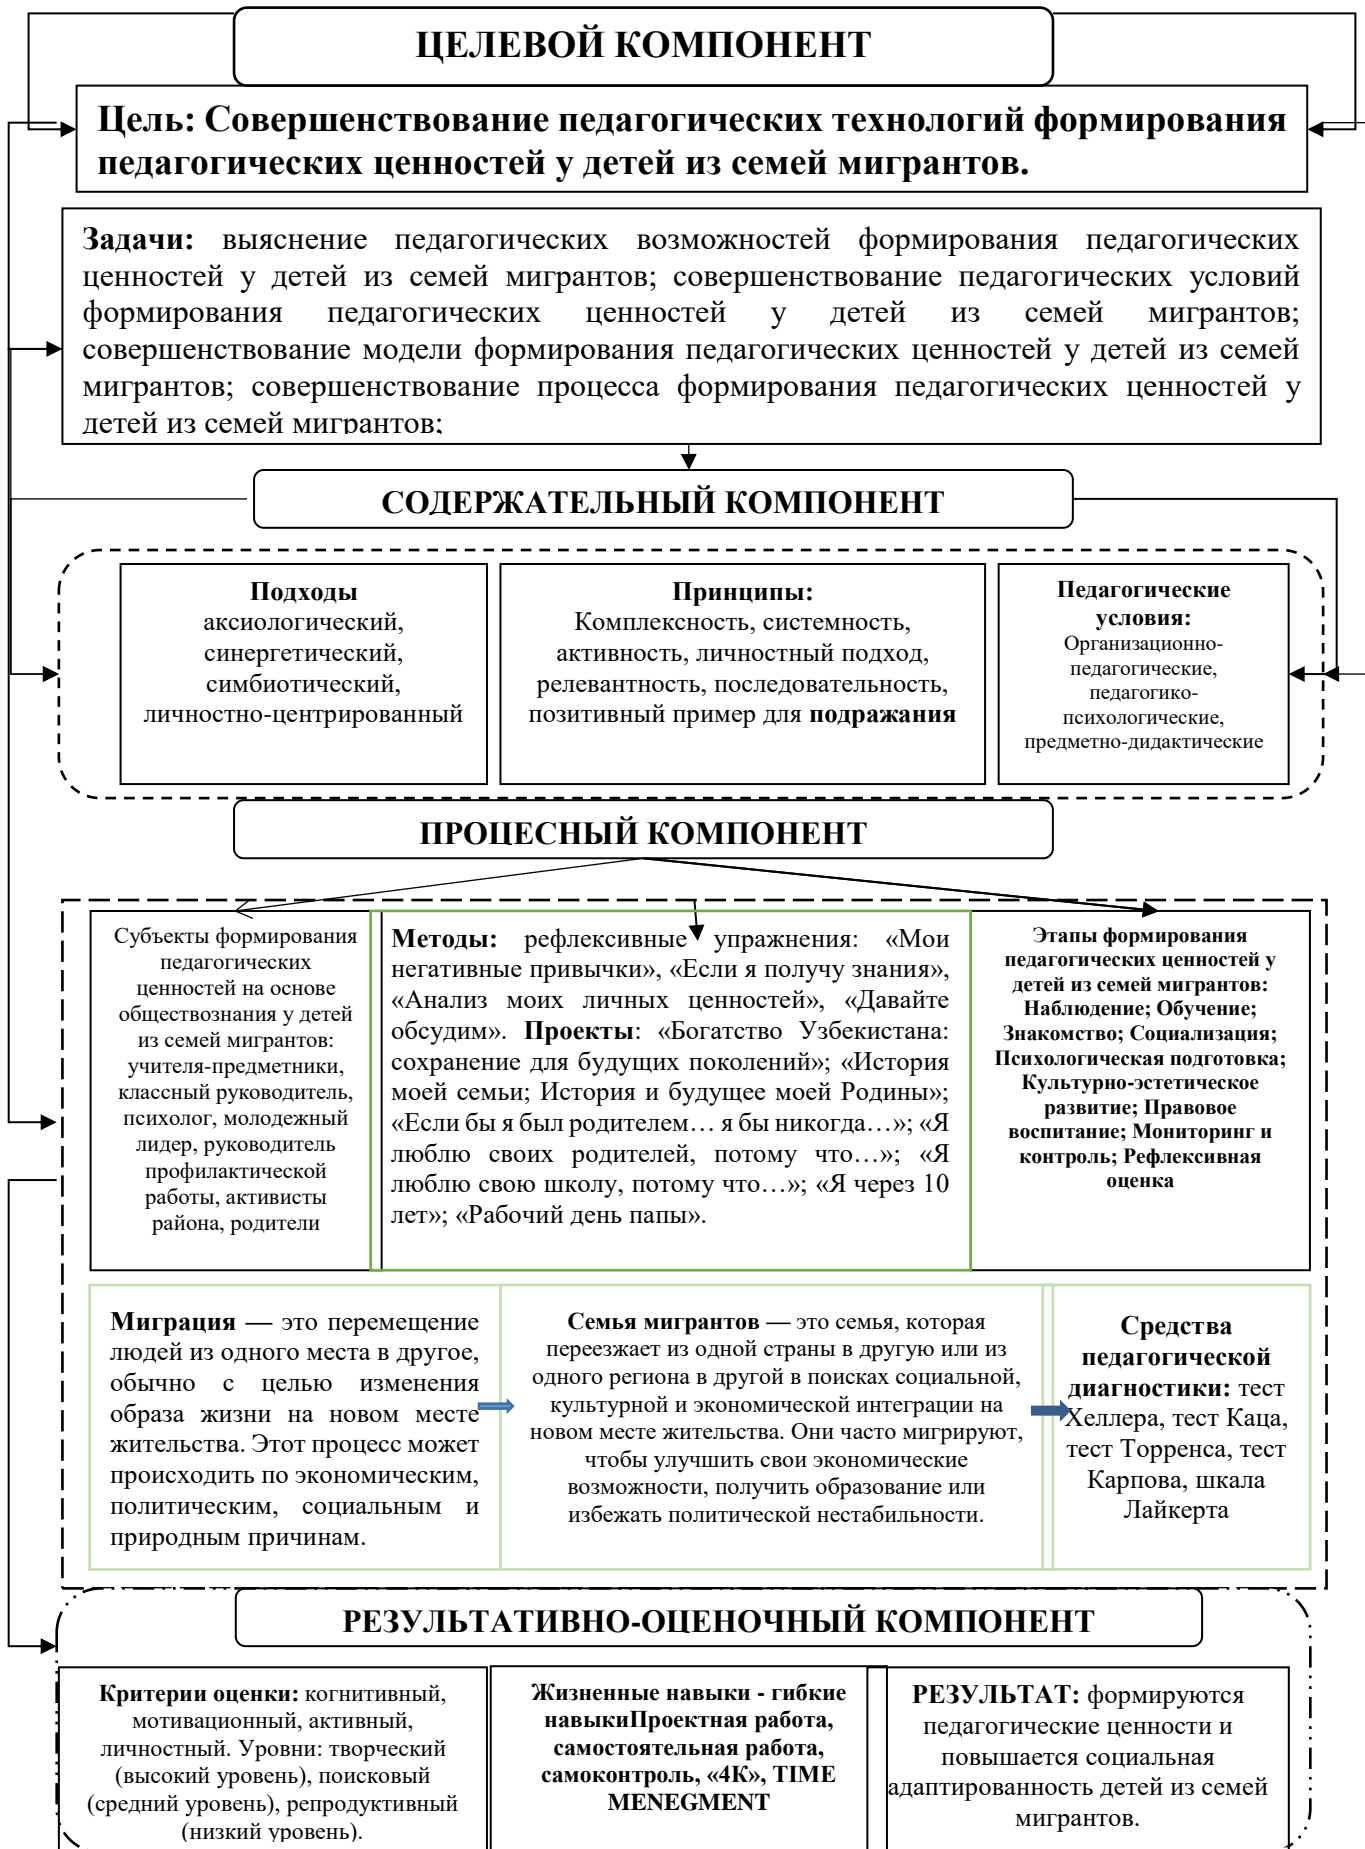 ЦЕЛЕВОЙ КОМПОНЕНТ
Цель: Совершенствование педагогических технологий формирования
педагогических ценностей у детей из семей мигрантов.
Задачи: выяснение педагогических возможностей формирования педагогических
ценностей у детей из семей мигрантов; совершенствование педагогических условий
формирования педагогических ценностей у детей из семей мигрантов;
совершенствование модели формирования педагогических ценностей у детей из семей
мигрантов; совершенствование процесса формирования педагогических ценностей у
детей из семей мигрантов;
СОДЕРЖАТЕЛЬНЫЙ КОМПОНЕНТ
Подходы
аксиологический,
синергетический,
симбиотический,
личностно-центрированный
Принципы:
Комплексность, системность,
активность, личностный подход,
релевантность, последовательность,
позитивный пример для подражания
Педагогические
условия:
Организационно-
педагогические,
педагогико-
психологические,
предметно-дидактические
ПРОЦЕСНЫЙ КОМПОНЕНТ
Субъекты формирования
педагогических
ценностей на основе
обществознания у детей
из семей мигрантов:
учителя-предметники,
классный руководитель,
психолог, молодежный
лидер, руководитель
профилактической
работы, активисты
района, родители
Методы: рефлексивные упражнения: «Мои
негативные привычки», «Если я получу знания»,
«Анализ моих личных ценностей», «Давайте
обсудим». Проекты: «Богатство Узбекистана:
сохранение для будущих поколений»; «История
моей семьи; История и будущее моей Родины»;
«Если бы я был родителем… я бы никогда…»; «Я
люблю своих родителей, потому что…»; «Я
люблю свою школу, потому что…»; «Я через 10
лет»; «Рабочий день папы».
Этапы формирования
педагогических ценностей у
детей из семей мигрантов:
Наблюдение; Обучение;
Знакомство; Социализация;
Психологическая подготовка;
Культурно-эстетическое
развитие; Правовое
воспитание; Мониторинг и
контроль; Рефлексивная
оценка
Миграция — это перемещение
людей из одного места в другое,
обычно с целью изменения
образа жизни на новом месте
жительства. Этот процесс может
происходить по экономическим,
политическим, социальным и
природным причинам.
Семья мигрантов — это семья, которая
переезжает из одной страны в другую или из
одного региона в другой в поисках социальной,
культурной и экономической интеграции на
новом месте жительства. Они часто мигрируют,
чтобы улучшить свои экономические
возможности, получить образование или
избежать политической нестабильности.
Средства
педагогической
диагностики: тест
Хеллера, тест Каца,
тест Торренса, тест
Карпова, шкала
Лайкерта
РЕЗУЛЬТАТИВНО-ОЦЕНОЧНЫЙ КОМПОНЕНТ
Критерии оценки: когнитивный,
мотивационный, активный,
личностный. Уровни: творческий
(высокий уровень), поисковый
(средний уровень), репродуктивный
(низкий уровень).
Жизненные навыки - гибкие
навыкиПроектная работа,
самостоятельная работа,
самоконтроль, «4К», TIME
MENEGMENT
РЕЗУЛЬТАТ: формируются
педагогические ценности и
повышается социальная
адаптированность детей из семей
мигрантов.